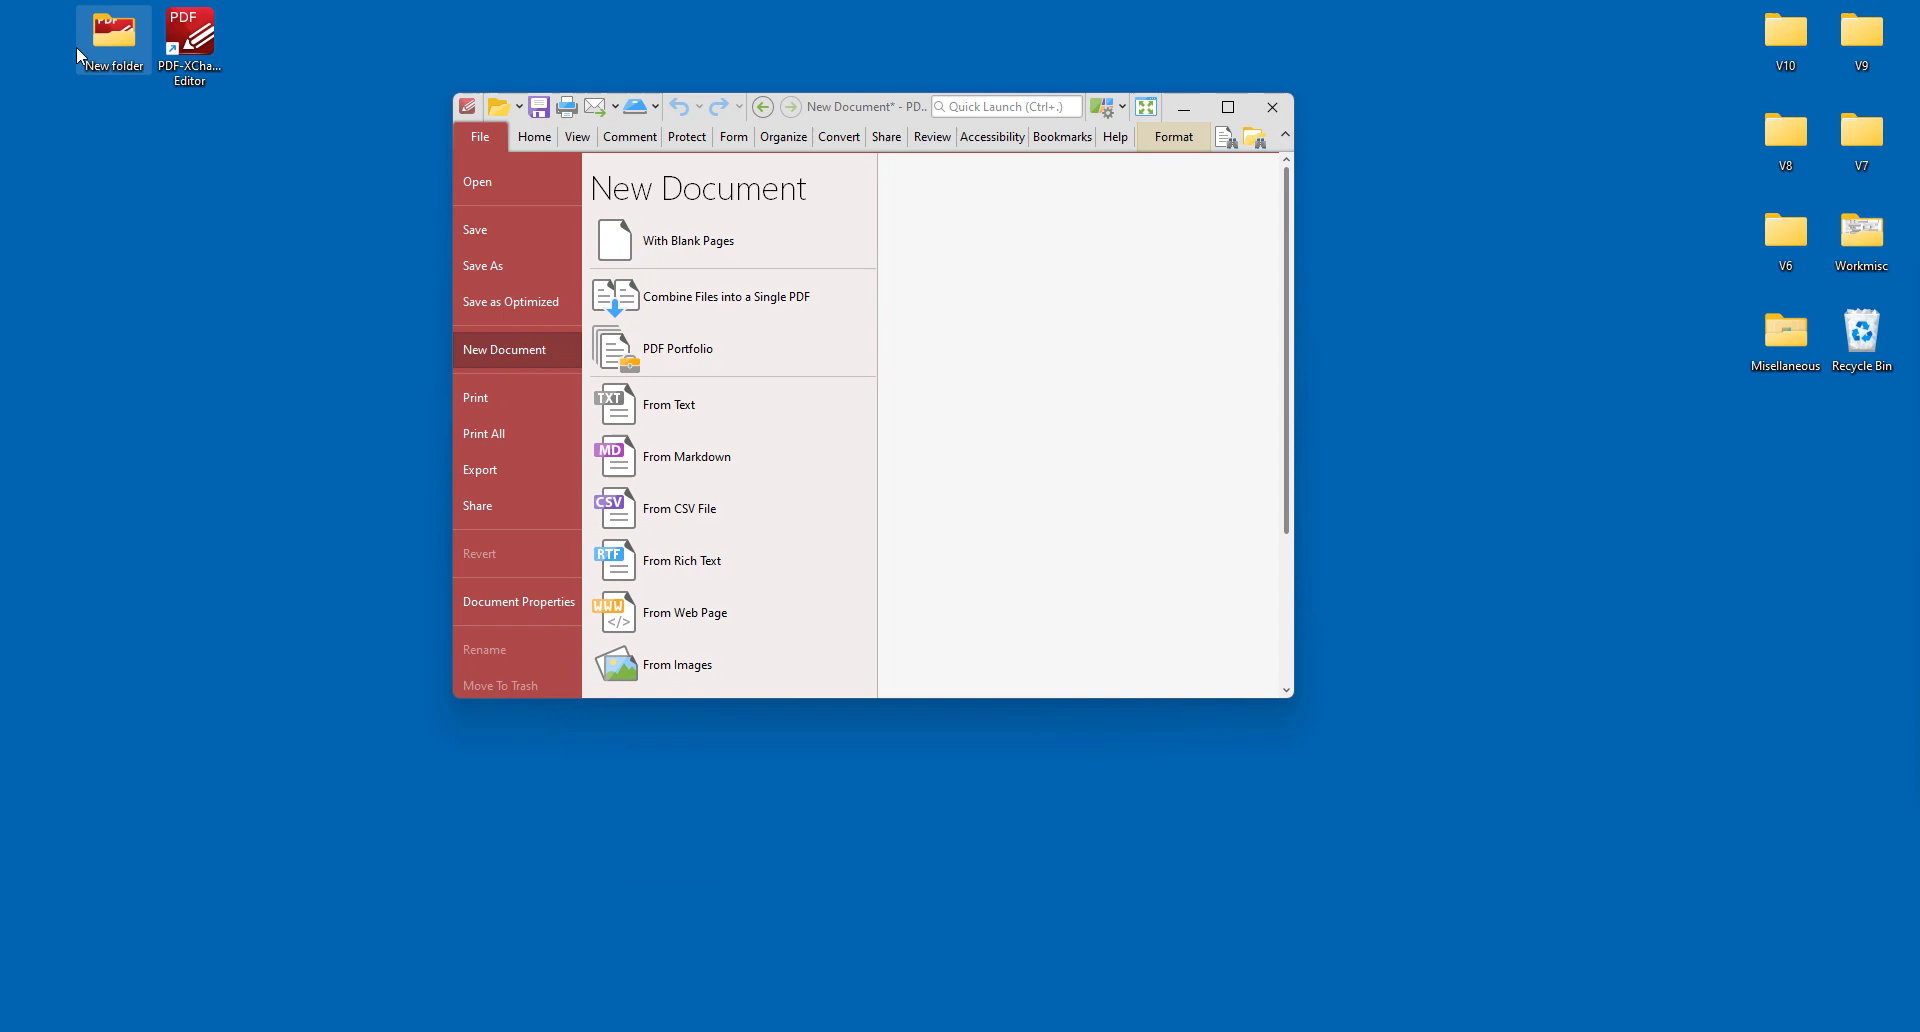 PDF
New folder
PDF
PDF-XCha...
Editor
V10
V9
V8
V7
V6
Workmisc
Misellaneous
Recycle Bin
New Document* - PD..
Quick Launch (Ctrl+.)
File
Home
View
Comment
Protect
Form
Organize
Convert
Share
Review
Accessibility
Bookmarks
Help
Format
Open
Save
Save As
Save as Optimized
New Document
Print
Print All
Export
Share
Revert
Document Properties
Rename
Move To Trash
New Document
With Blank Pages
Combine Files into a Single PDF
PDF Portfolio
TXT
From Text
MD
From Markdown
CSV
From CSV File
RTF
From Rich Text
WWW
</>
From Web Page
From Images